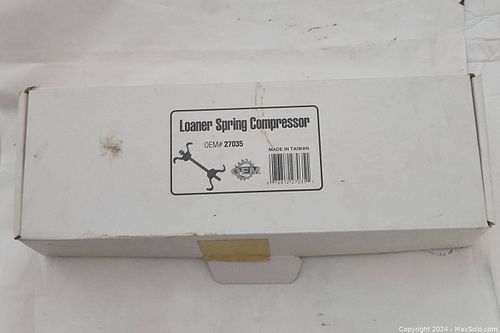 Loaner Spring Compressor
OEM# 27035
MADE IN TAIWAN
OEM
Copyright © 2024 - MaxSold.com